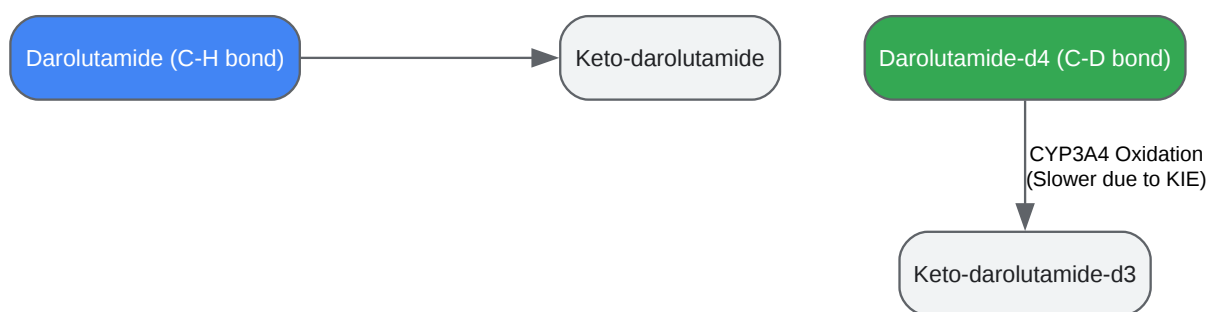 Darolutamide (C-H bond)
Keto-darolutamide
Darolutamide-d4 (C-D bond)
CYP3A4 Oxidation
(Slower due to KIE)
Keto-darolutamide-d3